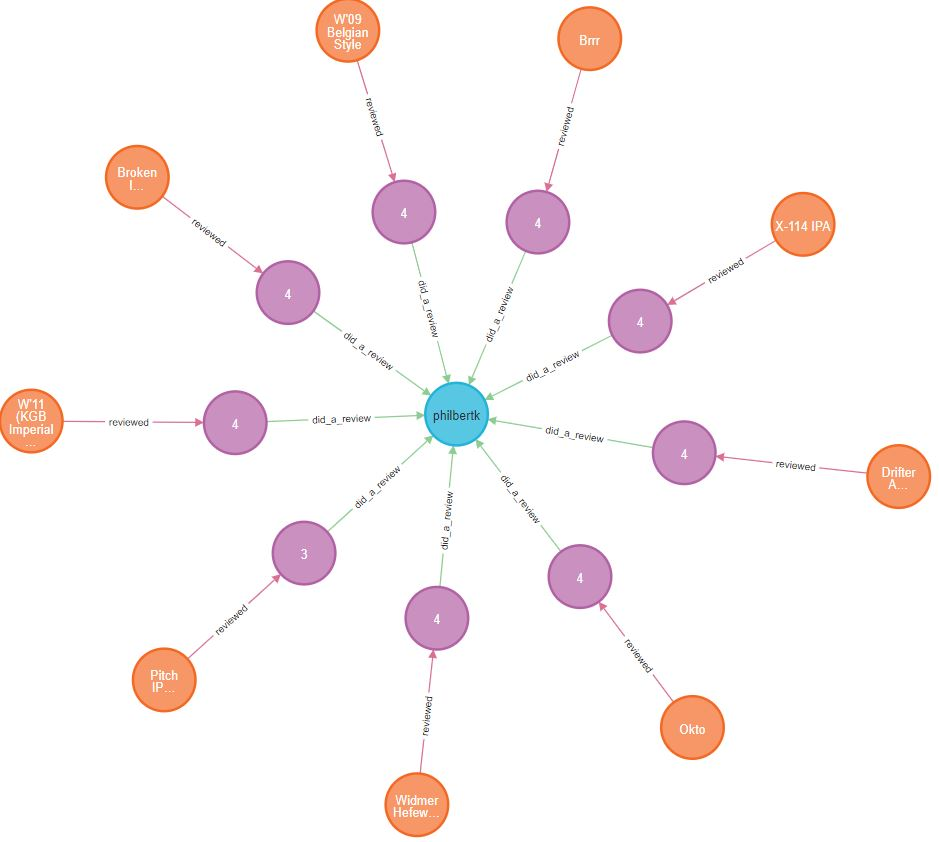 W'09
Belgian
Style
Brrr
reviewed
reviewed
Broken
I...
reviewed
4
4
X-114 IPA
reviewed
4
4
did_a_review
did_a_review
did_a_review
did_a_review
W'11
(KGB
Imperial
...
reviewed
4
did_a_review
philbertk
did_a_review
4
reviewed
Drifter
A...
did_a_review
did_a_review
did_a_review
3
4
4
reviewed
reviewed
reviewed
Pitch
IP...
Okto
Widmer
Hefew...